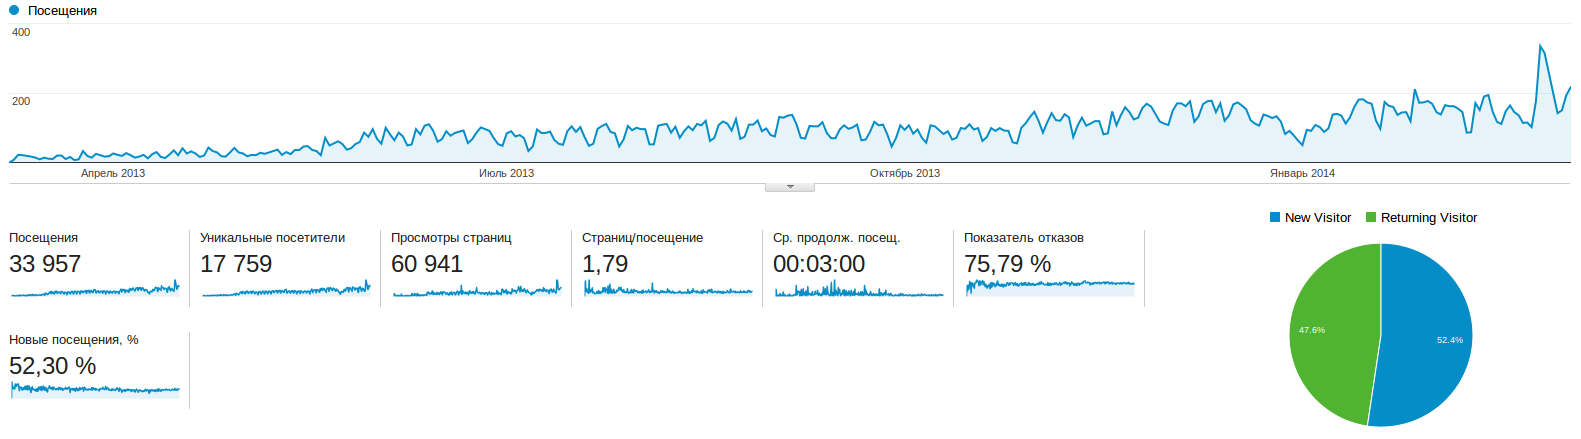 Посещения
400
200
Апрель 2013
Июль 2013
Октябрь 2013
Январь 2014
New Visitor
Returning Visitor
Посещения
33 957
Уникальные посетители
17 759
Просмотры страниц
60 941
Страниц/посещение
1,79
Ср. продолж. посещ.
00:03:00
Показатель отказов
75,79 %
Новые посещения, %
52,30 %
47.6%
52.4%